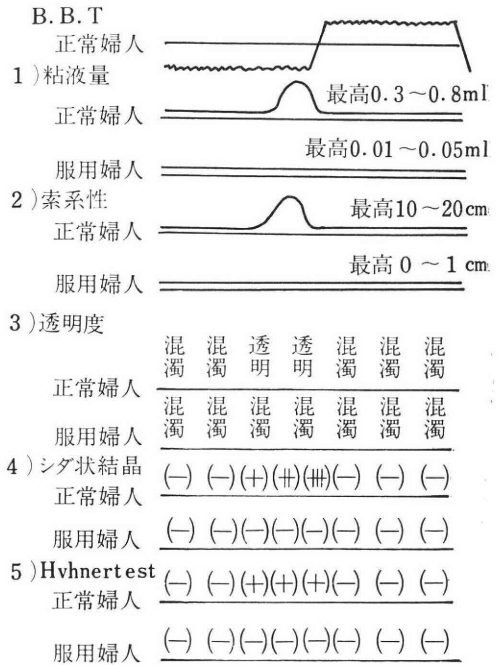 B.B.T
正常婦人
1)粘液量
最高0.3～0.8ml
正常婦人
最高0.01～0.05ml
服用婦人
2)索系性
最高10～20cm
正常婦人
最高0～1cm
服用婦人
3)透明度
混濁 混濁 透明 透明 混濁 混濁 混濁
正常婦人
混濁 混濁 混濁 混濁 混濁 混濁 混濁
服用婦人
4)シダ状結晶
(—) (—) (+) (⧺) (⧻) (—) (—) (—)
正常婦人
(—) (—) (—) (—) (—) (—) (—) (—)
服用婦人
5)Hvhnertest
(—) (—) (+) (+) (+) (—) (—) (—)
正常婦人
(—) (—) (—) (—) (—) (—) (—) (—)
服用婦人